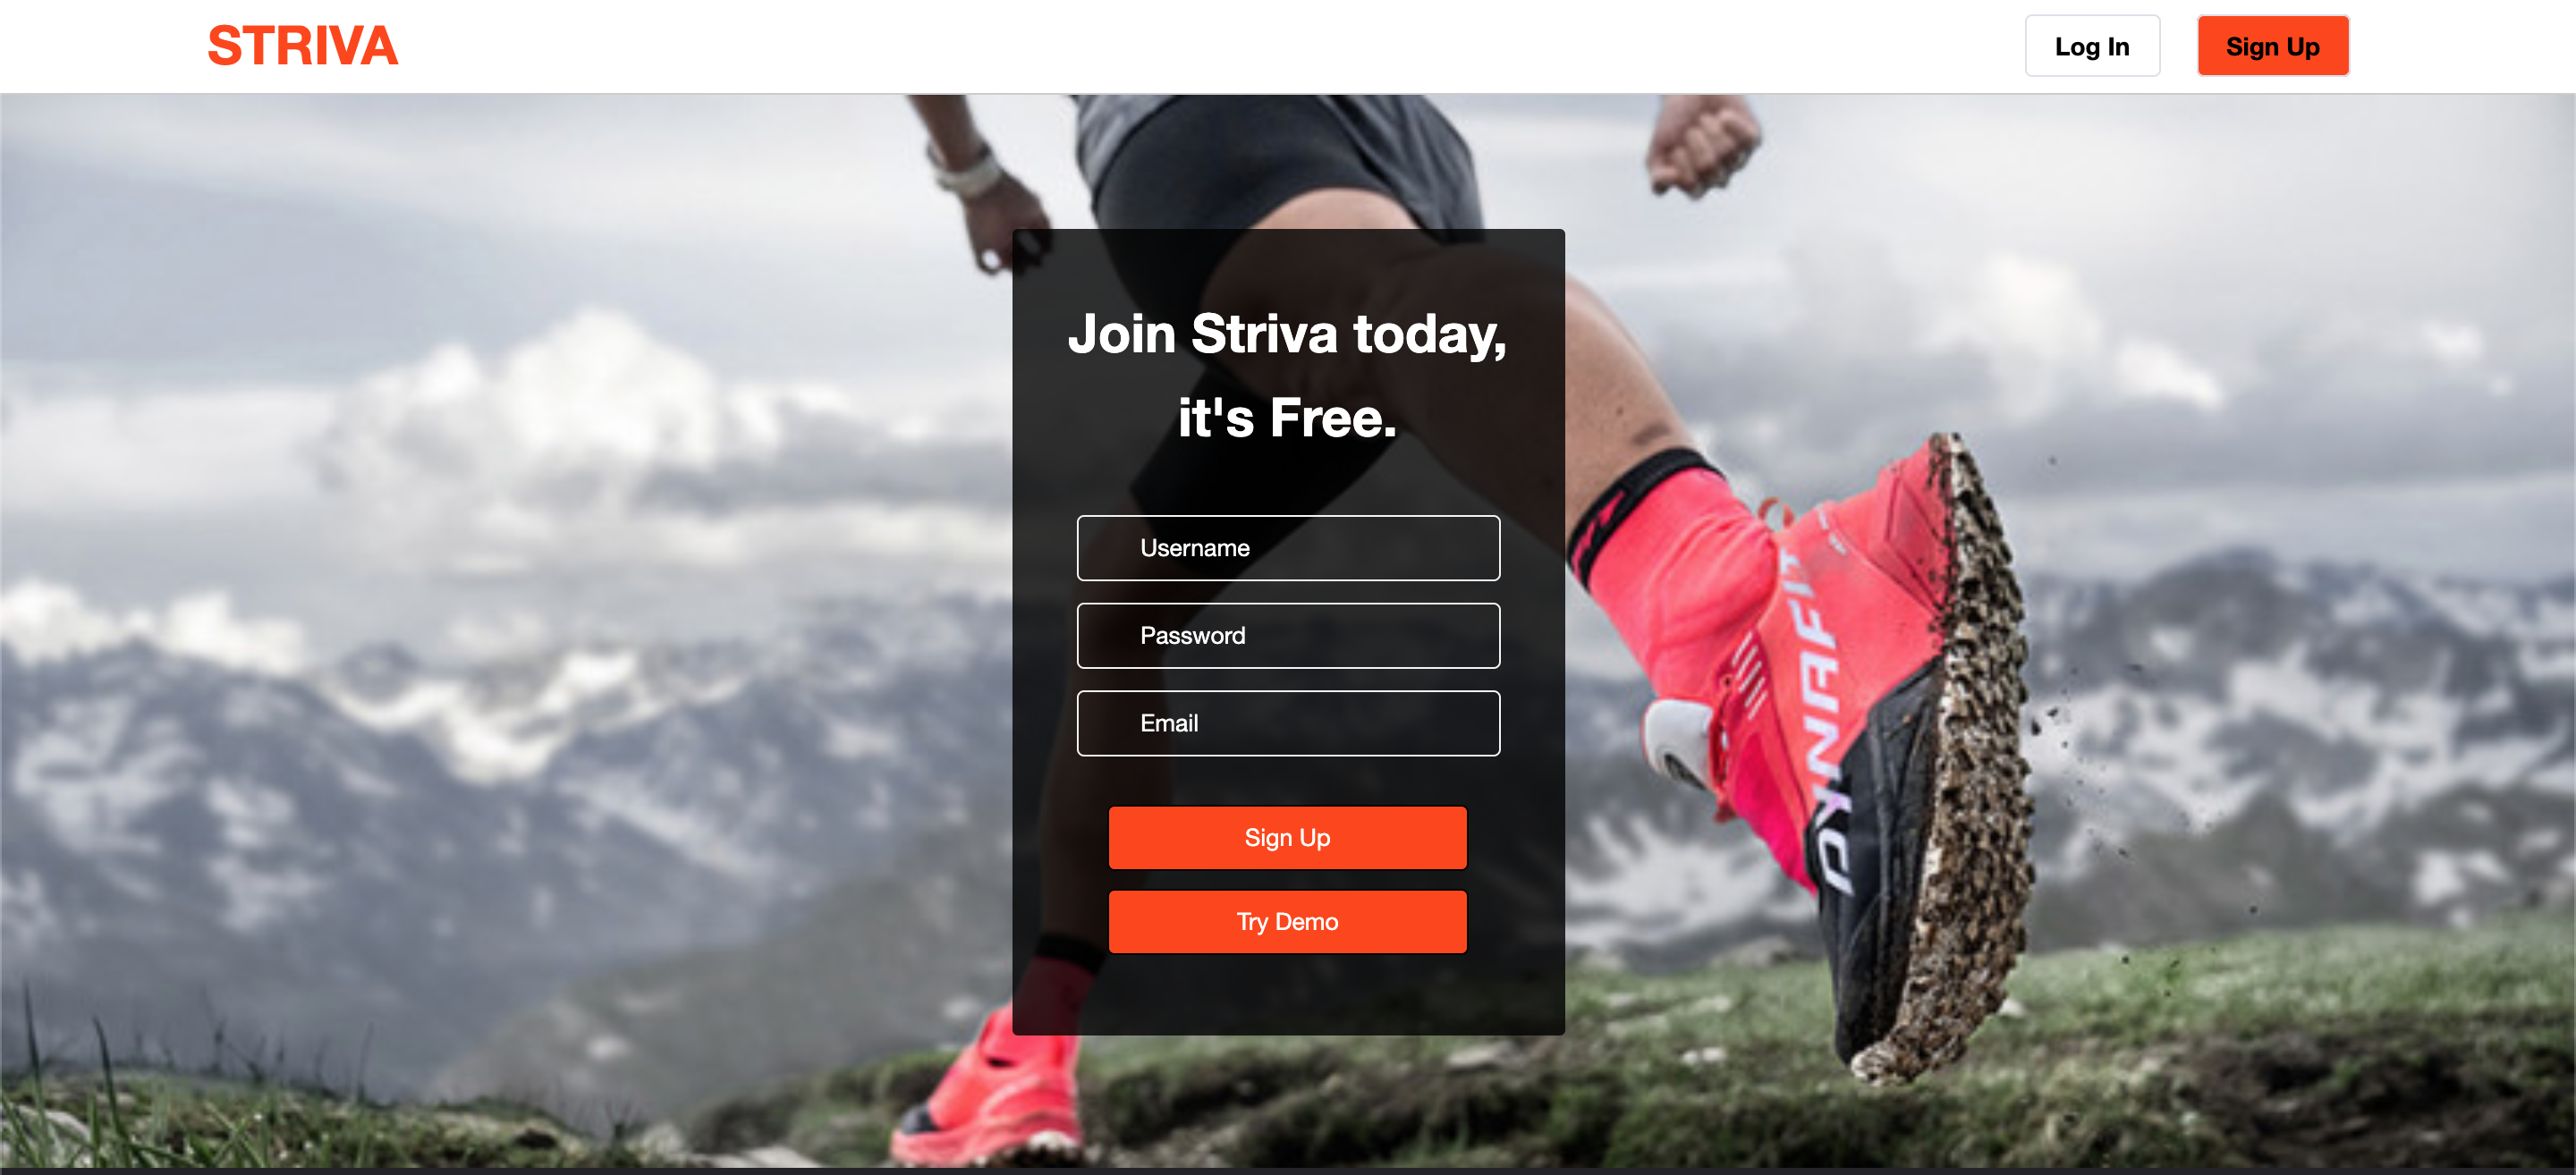 STRIVA
Log In
Sign Up
Join Striva today,
it's Free.
Username
Password
Email
Sign Up
Try Demo
DYNAFIT